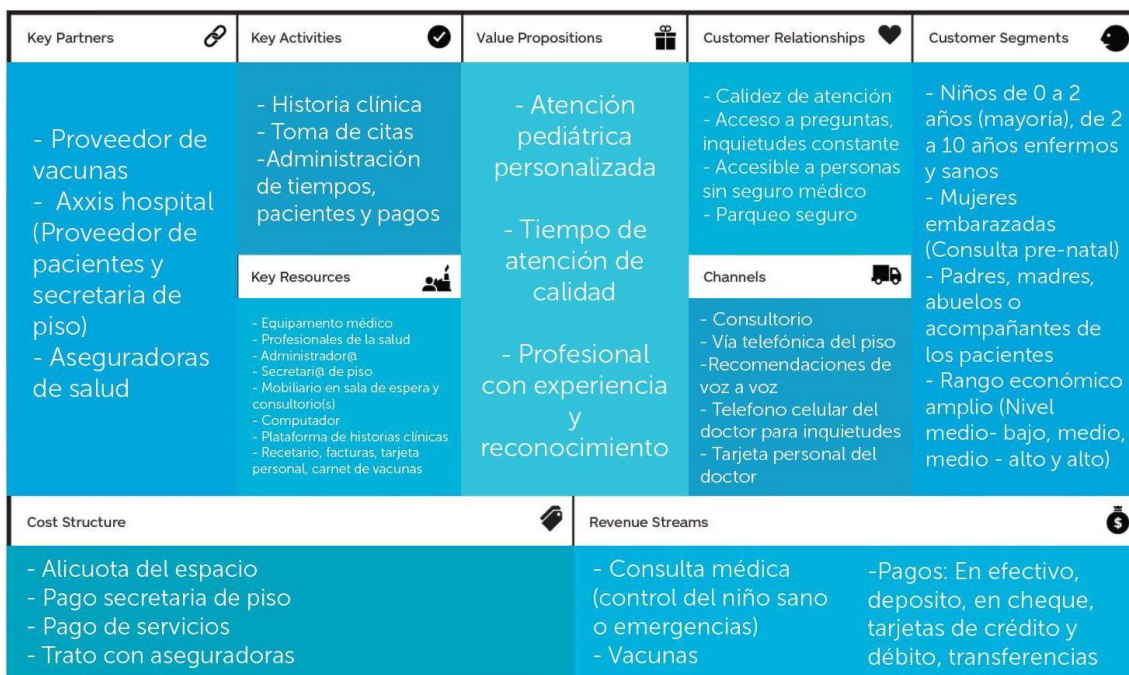 Key Partners
- Proveedor de
vacunas
- Axxis hospital
(Proveedor de
pacientes y
secretaria de
piso)
- Aseguradoras
de salud
Key Activities
- Historia clínica
- Toma de citas
-Administración
de tiempos,
pacientes y pagos
Key Resources
- Equipamento médico
- Profesionales de la salud
- Administrador@
- Secretari@ de piso
- Mobiliario en sala de espera y
consultorio(s)
- Computador
- Plataforma de historias clínicas
- Recetario, facturas, tarjeta
personal, carnet de vacunas
Value Propositions
- Atención
pediátrica
personalizada
- Tiempo de
atención de
calidad
- Profesional
con experiencia
y
reconocimiento
Customer Relationships
- Calidez de atención
- Acceso a preguntas,
inquietudes constante
- Accesible a personas
sin seguro médico
- Parqueo seguro
Channels
- Consultorio
- Vía telefónica del piso
-Recomendaciones de
voz a voz
- Telefono celular del
doctor para inquietudes
- Tarjeta personal del
doctor
Customer Segments
- Niños de 0 a 2
años (mayoría), de 2
a 10 años enfermos
y sanos
- Mujeres
embarazadas
(Consulta pre-natal)
- Padres, madres,
abuelos o
acompañantes de
los pacientes
- Rango económico
amplio (Nivel
medio- bajo, medio,
medio - alto y alto)
Cost Structure
- Alicuota del espacio
- Pago secretaria de piso
- Pago de servicios
- Trato con aseguradoras
Revenue Streams
$
- Consulta médica
(control del niño sano
o emergencias)
- Vacunas
-Pagos: En efectivo,
deposito, en cheque,
tarjetas de crédito y
débito, transferencias